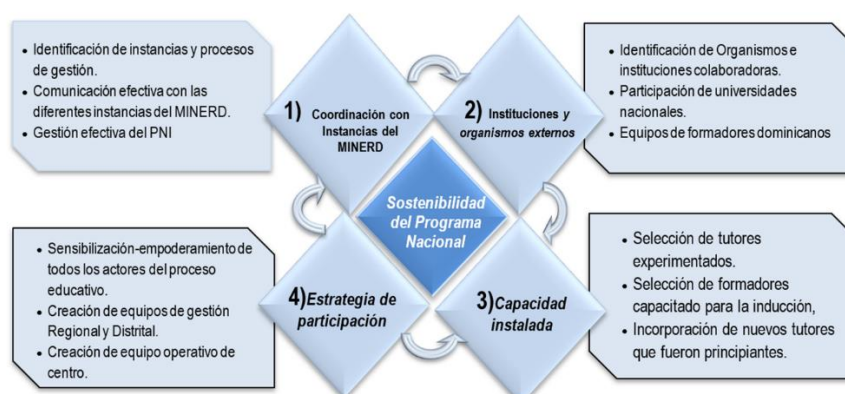 • Identificación de instancias y procesos
de gestión.
• Comunicación efectiva con las
diferentes instancias del MINERD.
• Gestión efectiva del PNI
1) Coordinación con
Instancias del
MINERD
2) Instituciones y
organismos externos
• Identificación de Organismos e
instituciones colaboradoras.
• Participación de universidades
nacionales.
• Equipos de formadores dominicanos
Sostenibilidad
del Programa
Nacional
• Sensibilización-empoderamiento de
todos los actores del proceso
educativo.
• Creación de equipos de gestión
Regional y Distrital.
• Creación de equipo operativo de
centro.
4)Estrategia de
participación
3)Capacidad
instalada
• Selección de tutores
experimentados.
• Selección de formadores
capacitado para la inducción,
• Incorporación de nuevos tutores
que fueron principiantes.